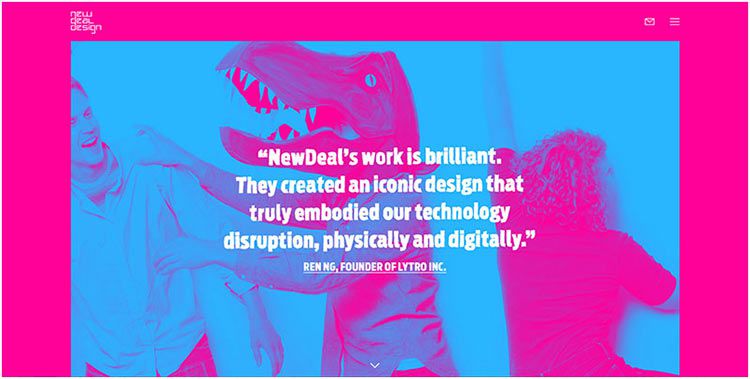 new
deal
design
“NewDeal’s work is brilliant.
They created an iconic design that
truly embodied our technology
disruption, physically and digitally.”
REN NG, FOUNDER OF LYTRO INC.